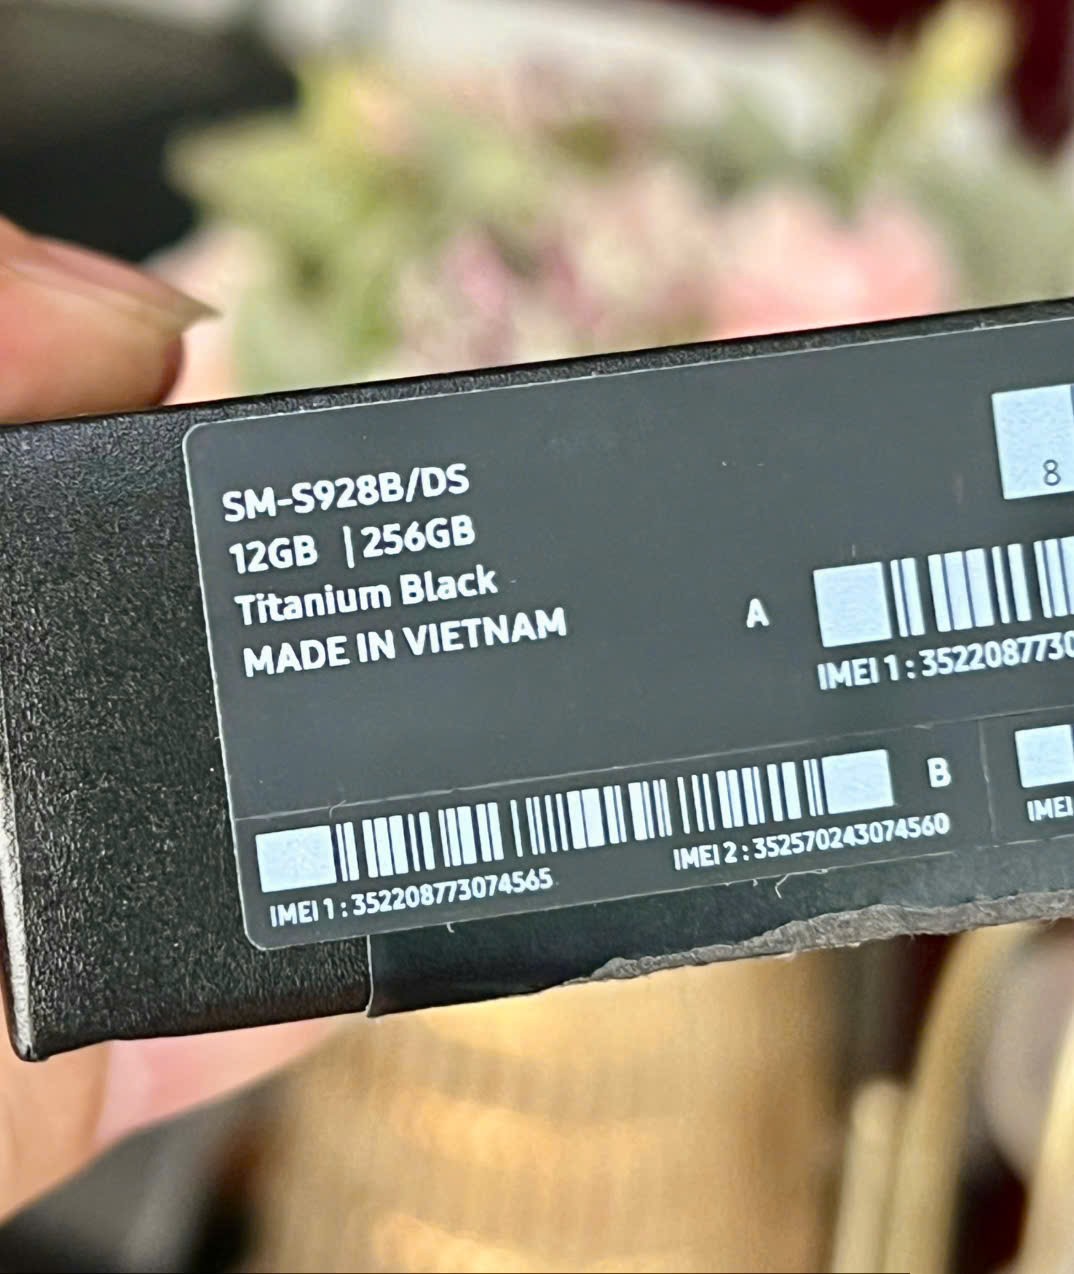 SM-S928B/DS
12GB | 256GB
Titanium Black
MADE IN VIETNAM
8
A
IMEI 1 : 3522087730
B
IMEI 1 : 352208773074565
IMEI 2 : 352570243074560
IMEI